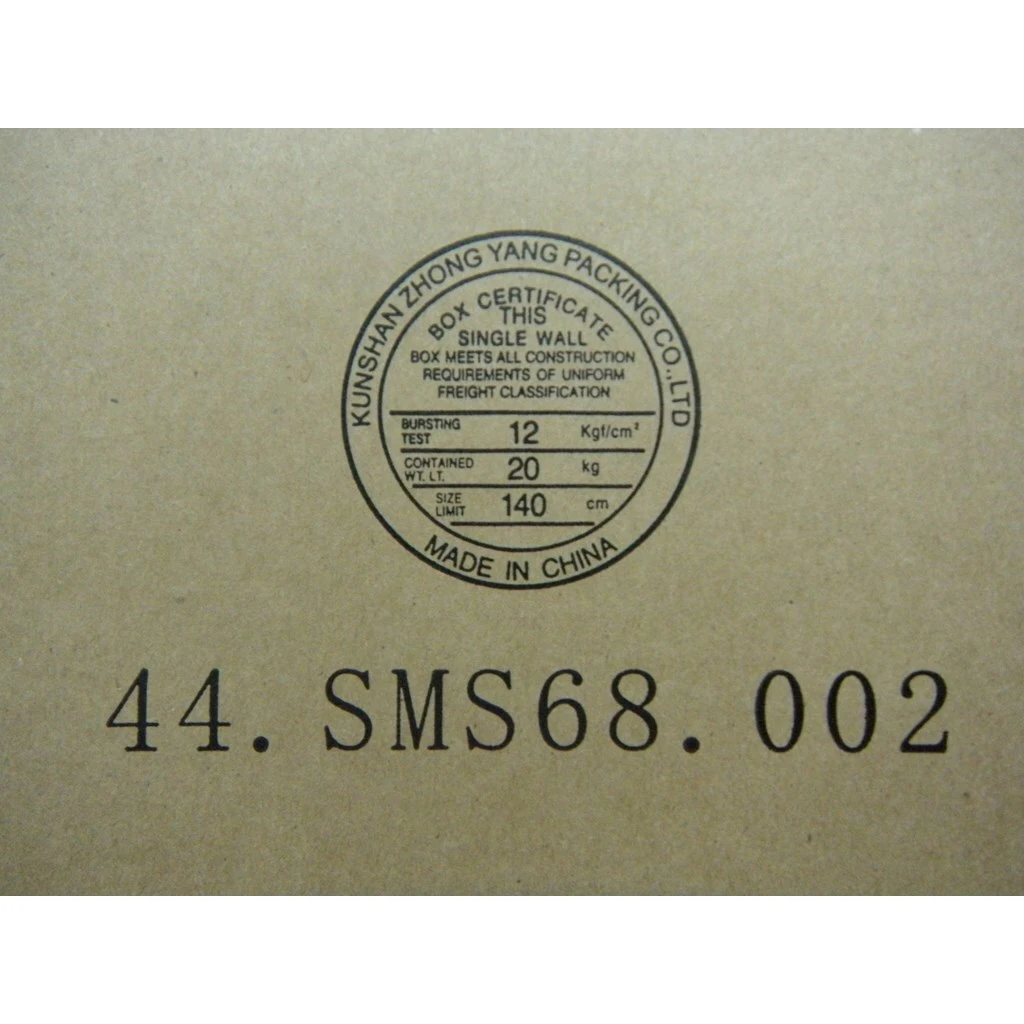 KUNSHAN ZHONG YANG PACKING CO.,LTD
BOX CERTIFICATE
THIS
SINGLE WALL
BOX MEETS ALL CONSTRUCTION
REQUIREMENTS OF UNIFORM
FREIGHT CLASSIFICATION
BURSTING TEST 12 Kgf/cm²
CONTAINED WT. LT. 20 kg
SIZE LIMIT 140 cm
MADE IN CHINA
44.SMS68.002